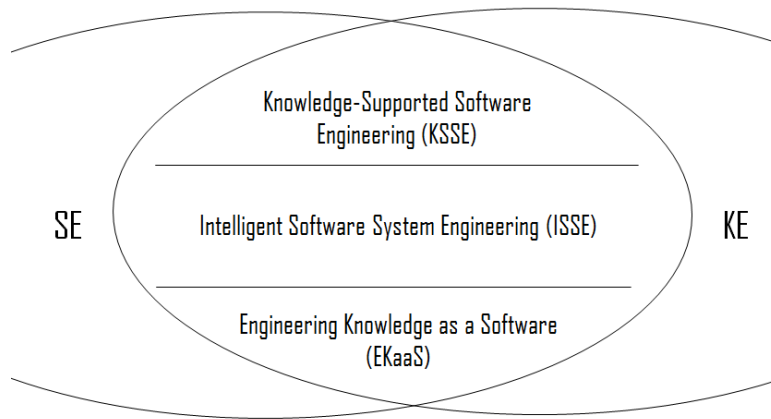 Knowledge-Supported Software
Engineering (KSSE)
SE
Intelligent Software System Engineering (ISSE)
KE
Engineering Knowledge as a Software
(EKaaS)